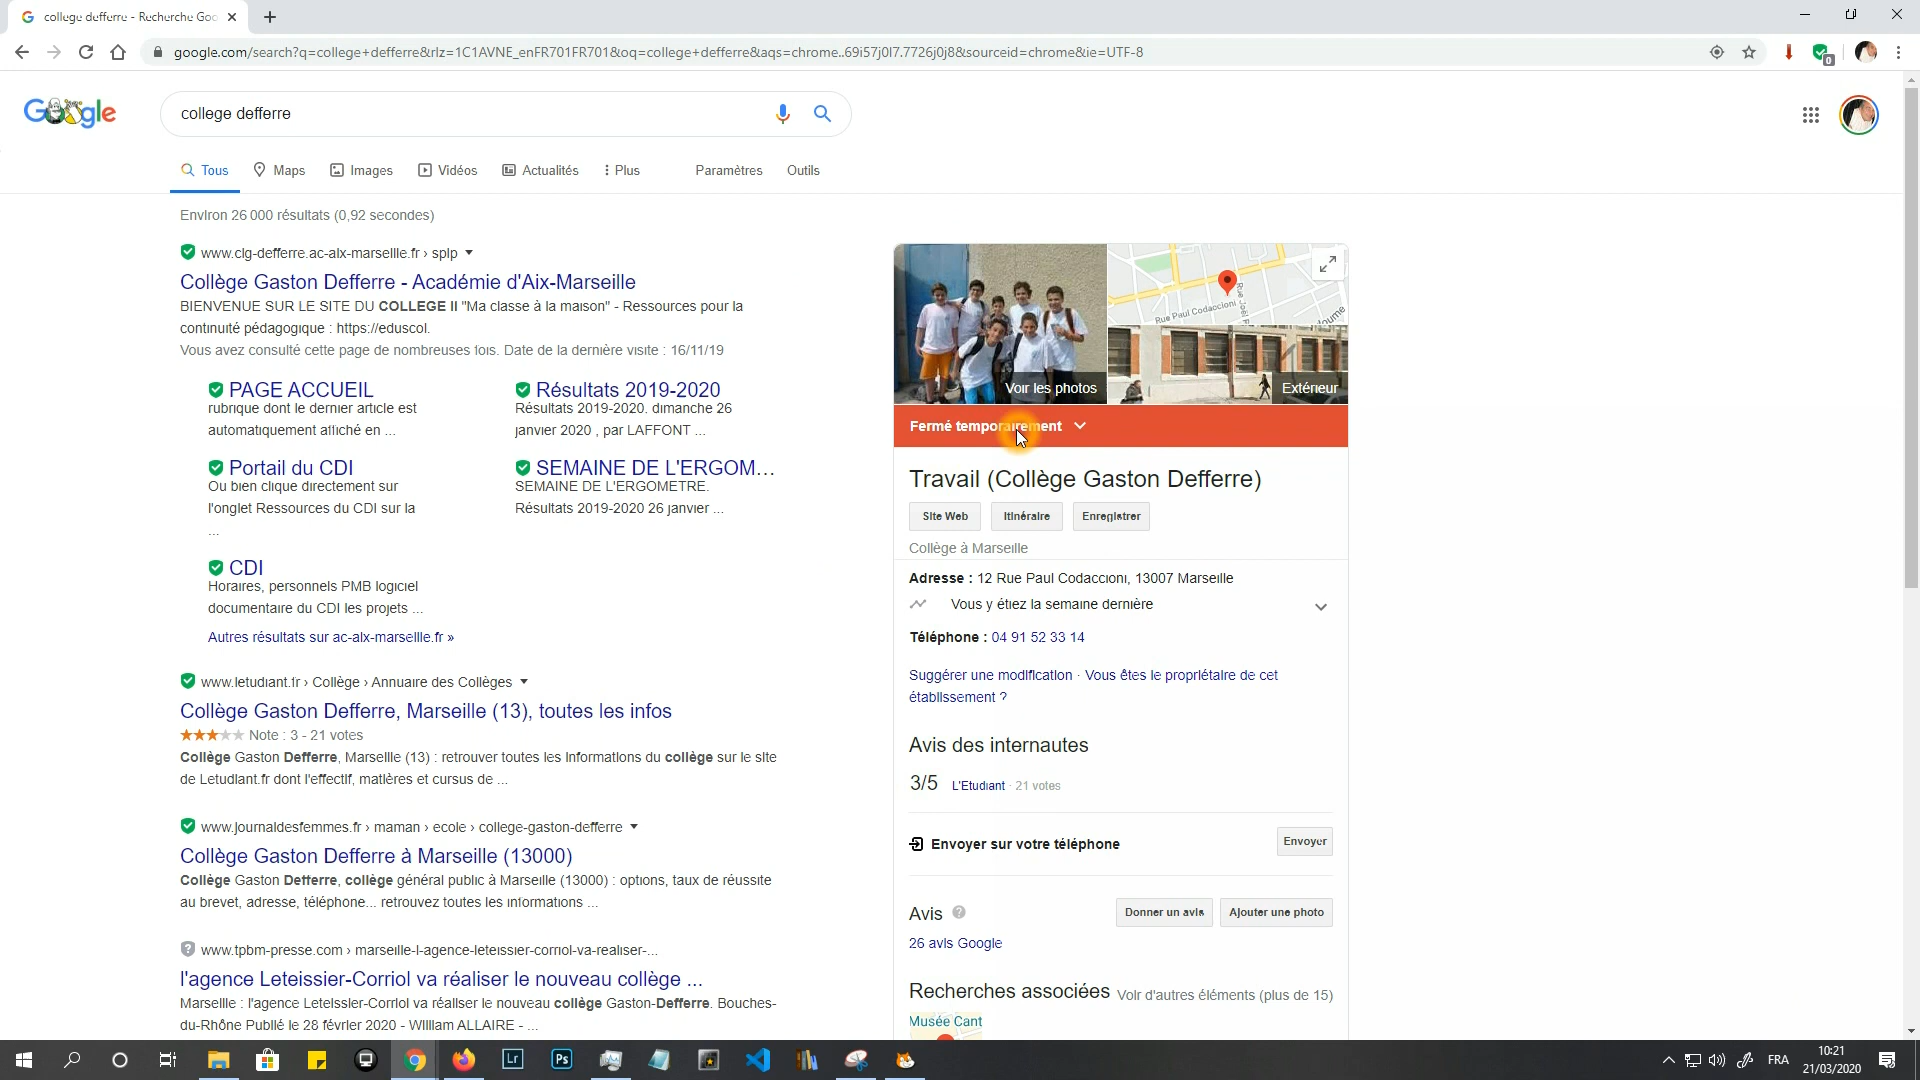 college defferre - Recherche Goo
google.com/search?q=college+defferre&rlz=1C1AVNE_enFR701FR701&oq=college+defferre&aqs=chrome..69i57j0l7.7726j0j8&sourceid=chrome&ie=UTF-8
0
Google
college defferre
Tous
Maps
Images
Vidéos
Actualités
Plus
Paramètres
Outils
Environ 26 000 résultats (0,92 secondes)
www.clg-defferre.ac-aix-marseille.fr › spip
Collège Gaston Defferre - Académie d'Aix-Marseille
BIENVENUE SUR LE SITE DU COLLEGE II "Ma classe à la maison" - Ressources pour la
continuité pédagogique : https://eduscol.
Vous avez consulté cette page de nombreuses fois. Date de la dernière visite : 16/11/19
PAGE ACCUEIL
rubrique dont le dernier article est
automatiquement affiché en ...
Résultats 2019-2020
Résultats 2019-2020. dimanche 26
janvier 2020 , par LAFFONT ...
Portail du CDI
Ou bien clique directement sur
l'onglet Ressources du CDI sur la
...
SEMAINE DE L'ERGOM...
SEMAINE DE L'ERGOMETRE.
Résultats 2019-2020 26 janvier ...
CDI
Horaires, personnels PMB logiciel
documentaire du CDI les projets ...
Autres résultats sur ac-aix-marseille.fr »
www.letudiant.fr › Collège › Annuaire des Collèges
Collège Gaston Defferre, Marseille (13), toutes les infos
Note : 3 - 21 votes
Collège Gaston Defferre, Marseille (13) : retrouver toutes les informations du collège sur le site
de Letudiant.fr dont l'effectif, matières et cursus de ...
www.journaldesfemmes.fr › maman › ecole › college-gaston-defferre
Collège Gaston Defferre à Marseille (13000)
Collège Gaston Defferre, collège général public à Marseille (13000) : options, taux de réussite
au brevet, adresse, téléphone... retrouvez toutes les informations ...
www.tpbm-presse.com › marseille-l-agence-leteissier-corriol-va-realiser-...
l'agence Leteissier-Corriol va réaliser le nouveau collège ...
Marseille : l'agence Leteissier-Corriol va réaliser le nouveau collège Gaston-Defferre. Bouches-
du-Rhône Publié le 28 février 2020 - William ALLAIRE - ...
Voir les photos
Rue Paul Codaccioni
Extérieur
Fermé temporairement
Travail (Collège Gaston Defferre)
Site Web
Itinéraire
Enregistrer
Collège à Marseille
Adresse : 12 Rue Paul Codaccioni, 13007 Marseille
Vous y étiez la semaine dernière
Téléphone : 04 91 52 33 14
Suggérer une modification · Vous êtes le propriétaire de cet
établissement ?
Avis des internautes
3/5 L'Etudiant · 21 votes
Envoyer sur votre téléphone
Envoyer
Avis
Donner un avis
Ajouter une photo
26 avis Google
Recherches associées
Voir d'autres éléments (plus de 15)
Musée Cant
Lr
Ps
FRA
10:21
21/03/2020